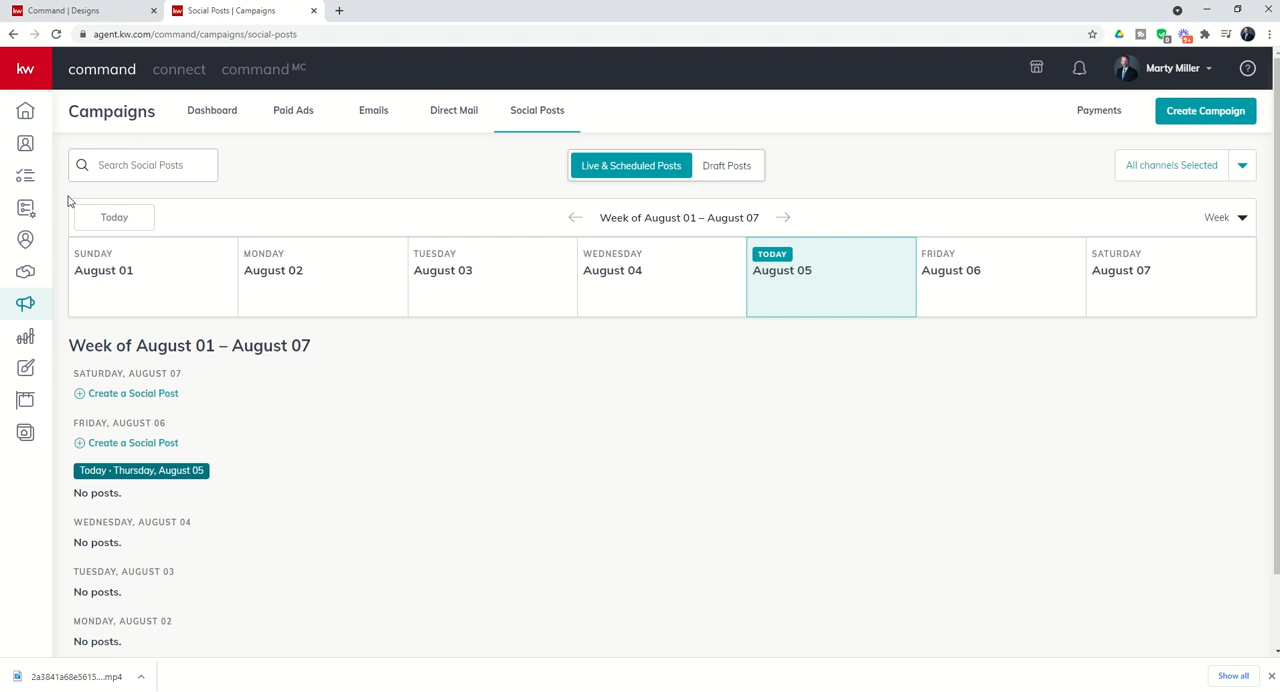 kw Command | Designs
kw Social Posts | Campaigns
agent.kw.com/command/campaigns/social-posts
kw command connect command MC Marty Miller
Campaigns Dashboard Paid Ads Emails Direct Mail Social Posts Payments Create Campaign
Search Social Posts Live & Scheduled Posts Draft Posts All channels Selected
Today Week of August 01 – August 07 Week
SUNDAY MONDAY TUESDAY WEDNESDAY TODAY FRIDAY SATURDAY
August 01 August 02 August 03 August 04 August 05 August 06 August 07
Week of August 01 – August 07
SATURDAY, AUGUST 07
Create a Social Post
FRIDAY, AUGUST 06
Create a Social Post
Today · Thursday, August 05
No posts.
WEDNESDAY, AUGUST 04
No posts.
TUESDAY, AUGUST 03
No posts.
MONDAY, AUGUST 02
No posts.
2a3841a68e5615....mp4 Show all